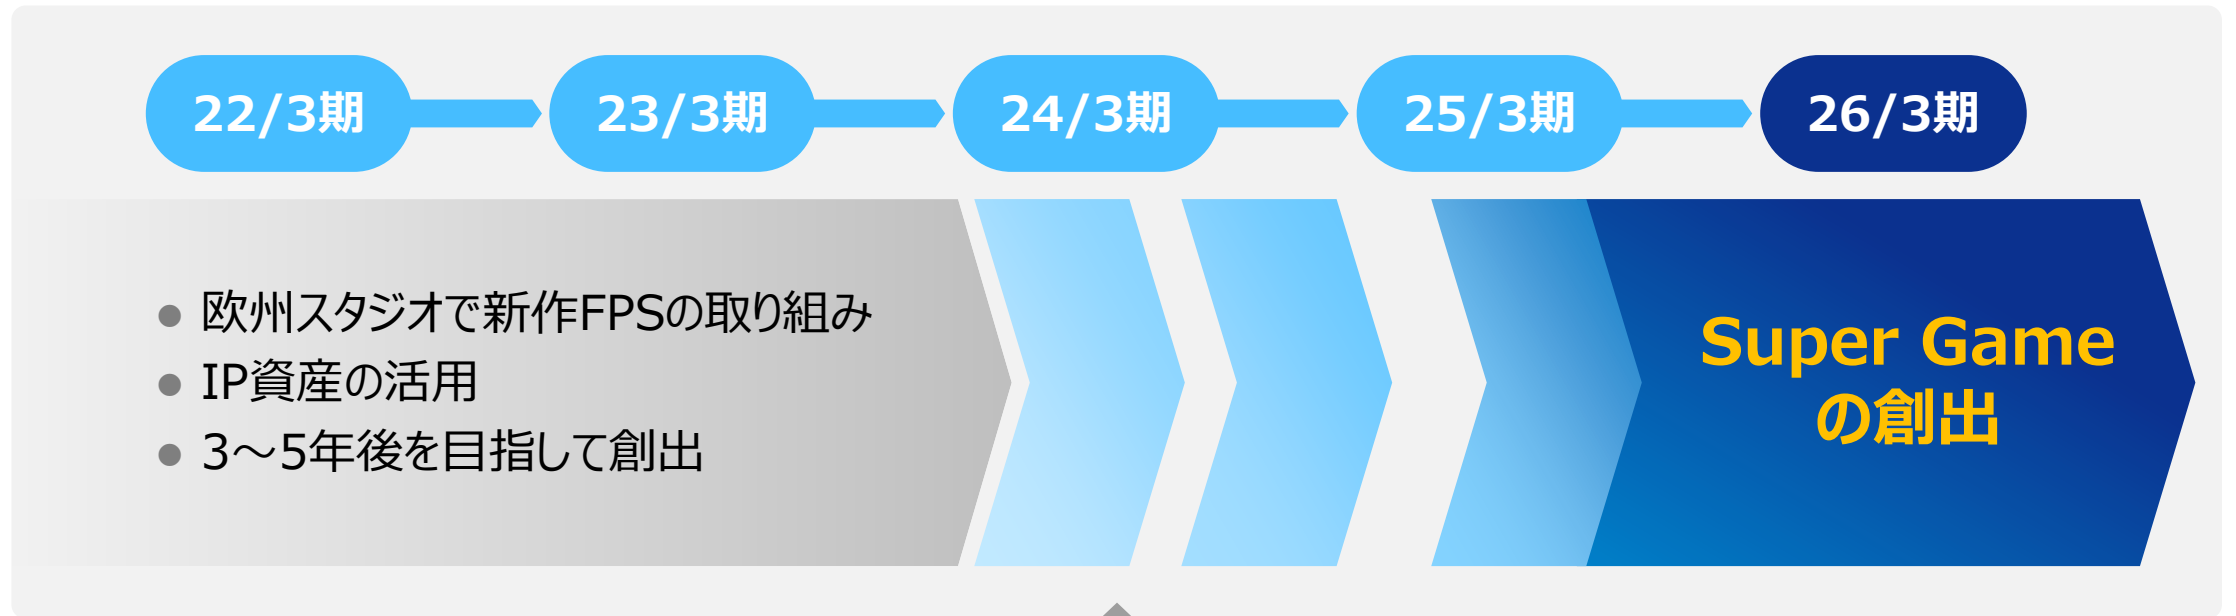 22/3期
23/3期
24/3期
25/3期
26/3期
● 欧州スタジオで新作FPSの取り組み
● IP資産の活用
● 3～5年後を目指して創出
Super Game
の創出